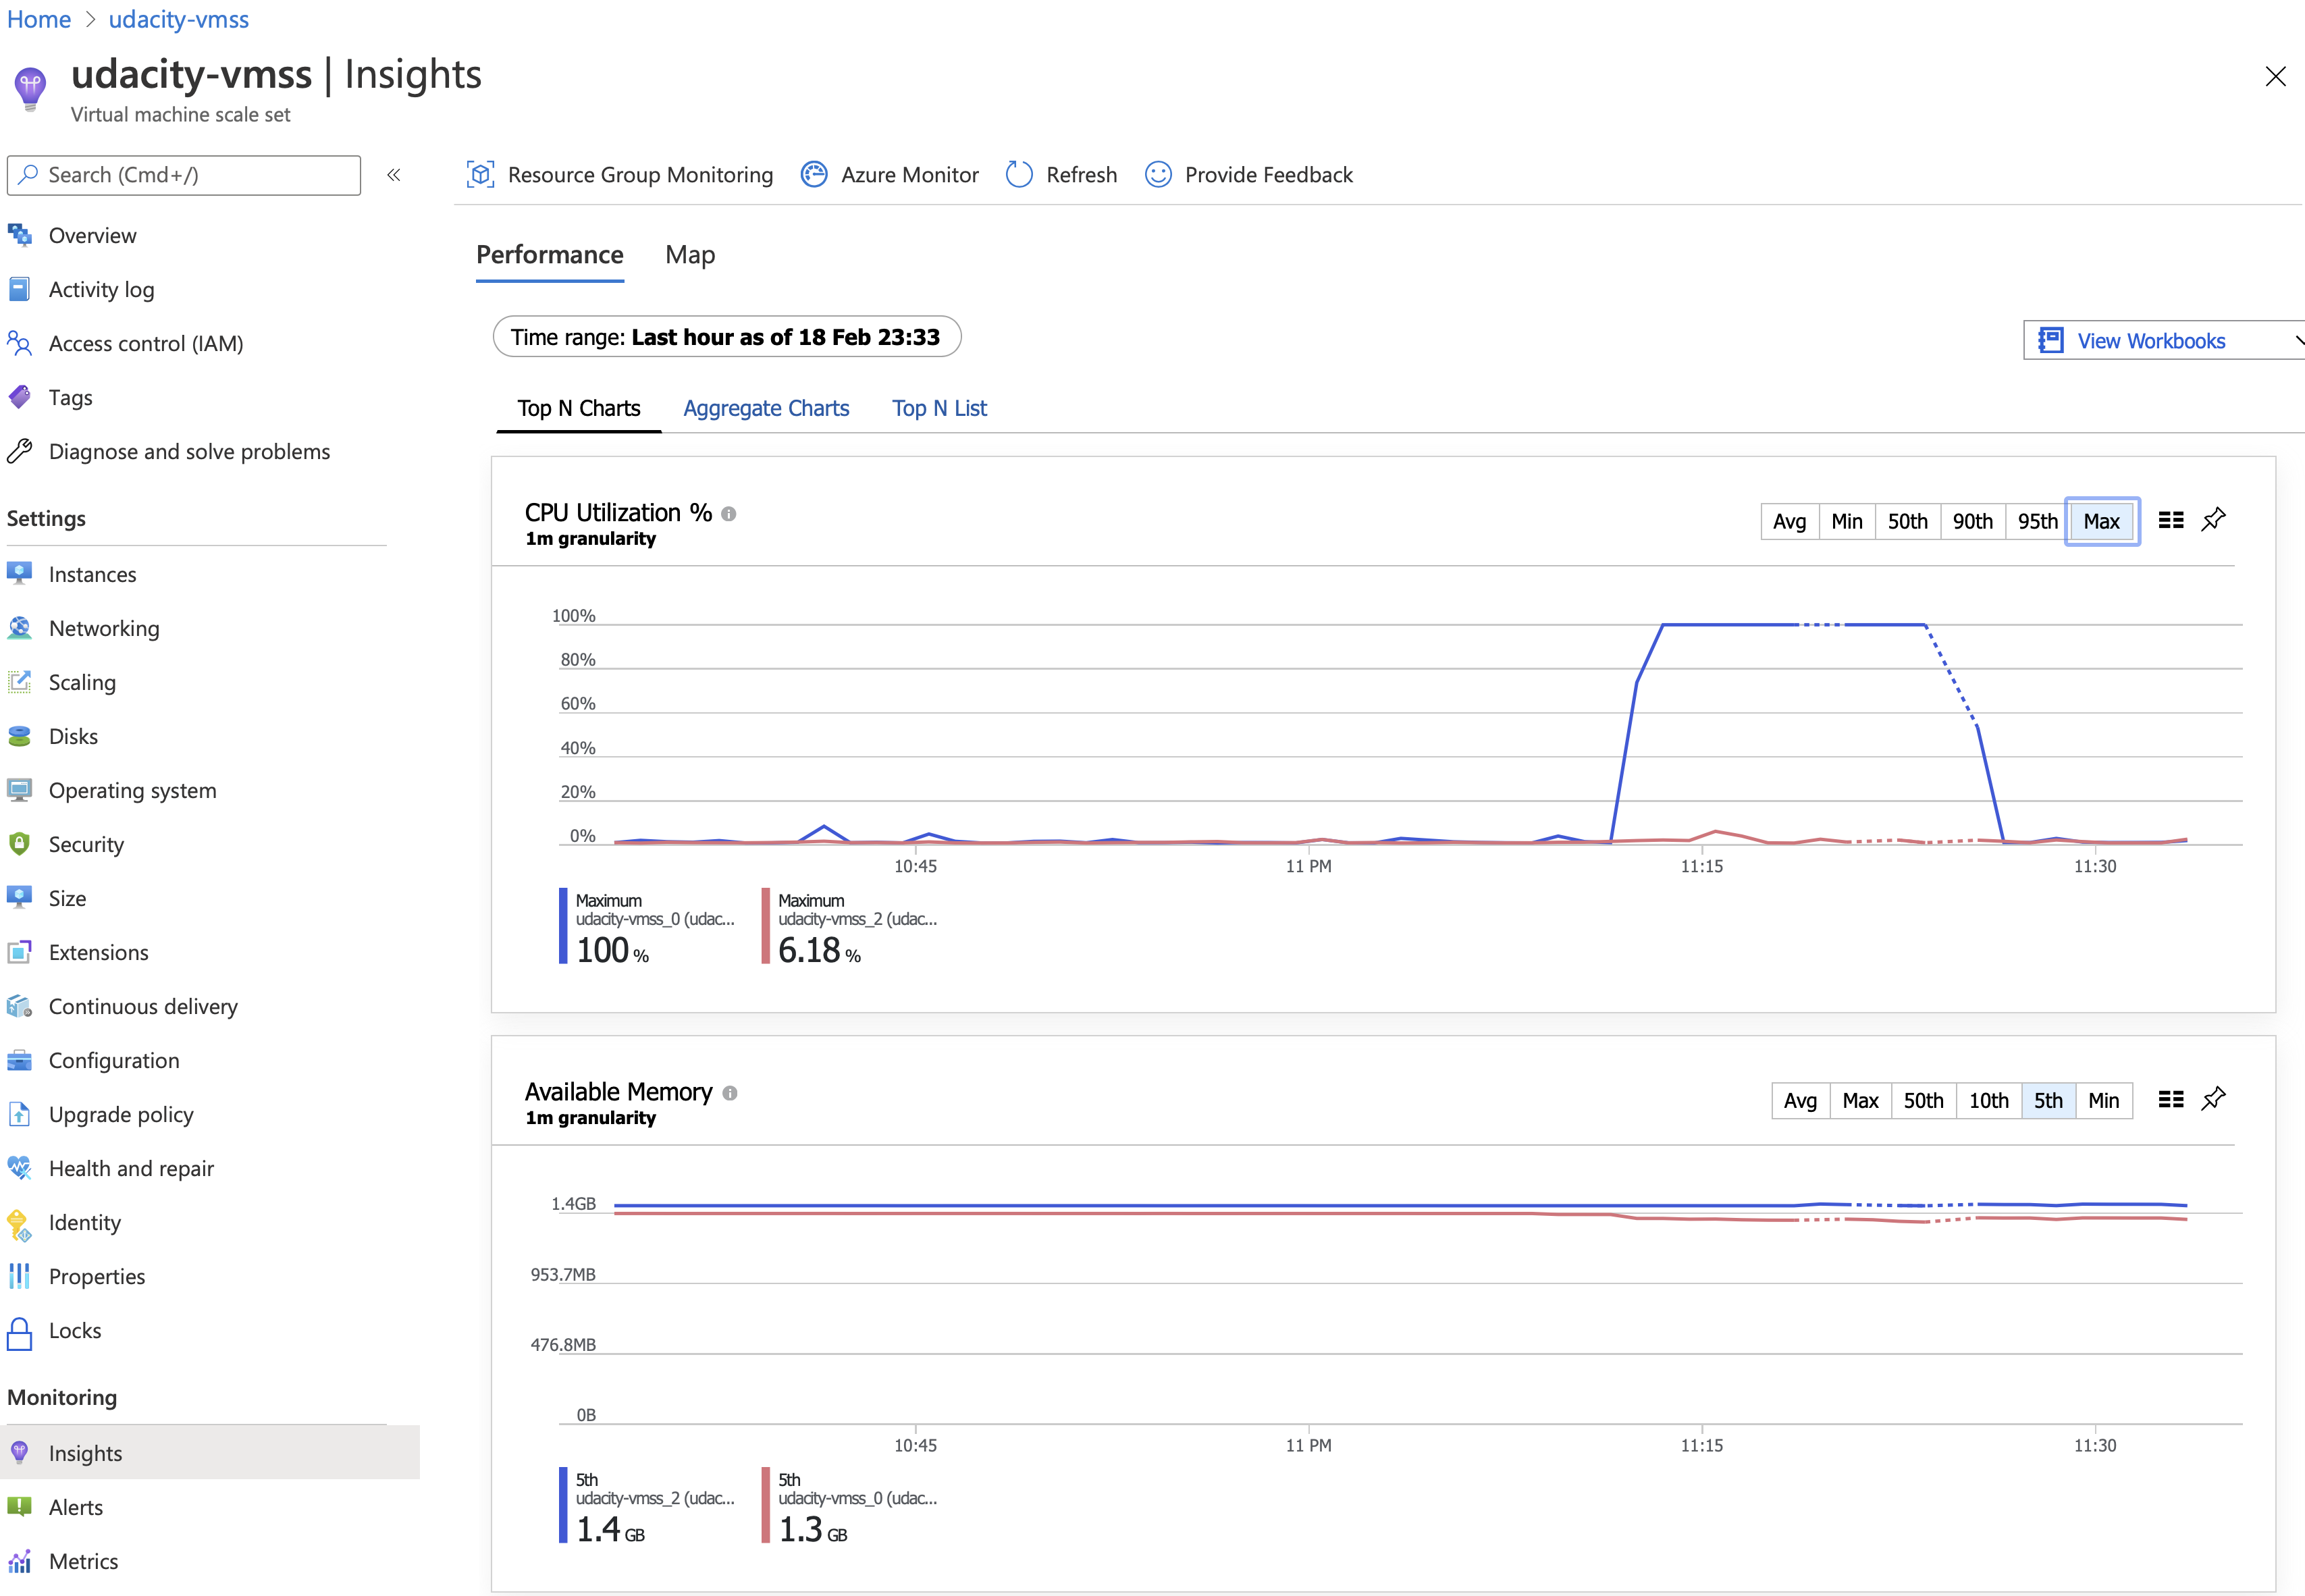 Home > udacity-vmss
udacity-vmss | Insights
Virtual machine scale set
Search (Cmd+/)
«
Overview
Activity log
Access control (IAM)
Tags
Diagnose and solve problems
Settings
Instances
Networking
Scaling
Disks
Operating system
Security
Size
Extensions
Continuous delivery
Configuration
Upgrade policy
Health and repair
Identity
Properties
Locks
Monitoring
Insights
Alerts
Metrics
Resource Group Monitoring Azure Monitor Refresh Provide Feedback
Performance Map
Time range: Last hour as of 18 Feb 23:33
View Workbooks
Top N Charts Aggregate Charts Top N List
CPU Utilization %
1m granularity
Avg Min 50th 90th 95th Max
100%
80%
60%
40%
20%
0%
10:45 11 PM 11:15 11:30
Maximum
udacity-vmss_0 (udac...
100 %
Maximum
udacity-vmss_2 (udac...
6.18 %
Available Memory
1m granularity
Avg Max 50th 10th 5th Min
1.4GB
953.7MB
476.8MB
0B
10:45 11 PM 11:15 11:30
5th
udacity-vmss_2 (udac...
1.4 GB
5th
udacity-vmss_0 (udac...
1.3 GB